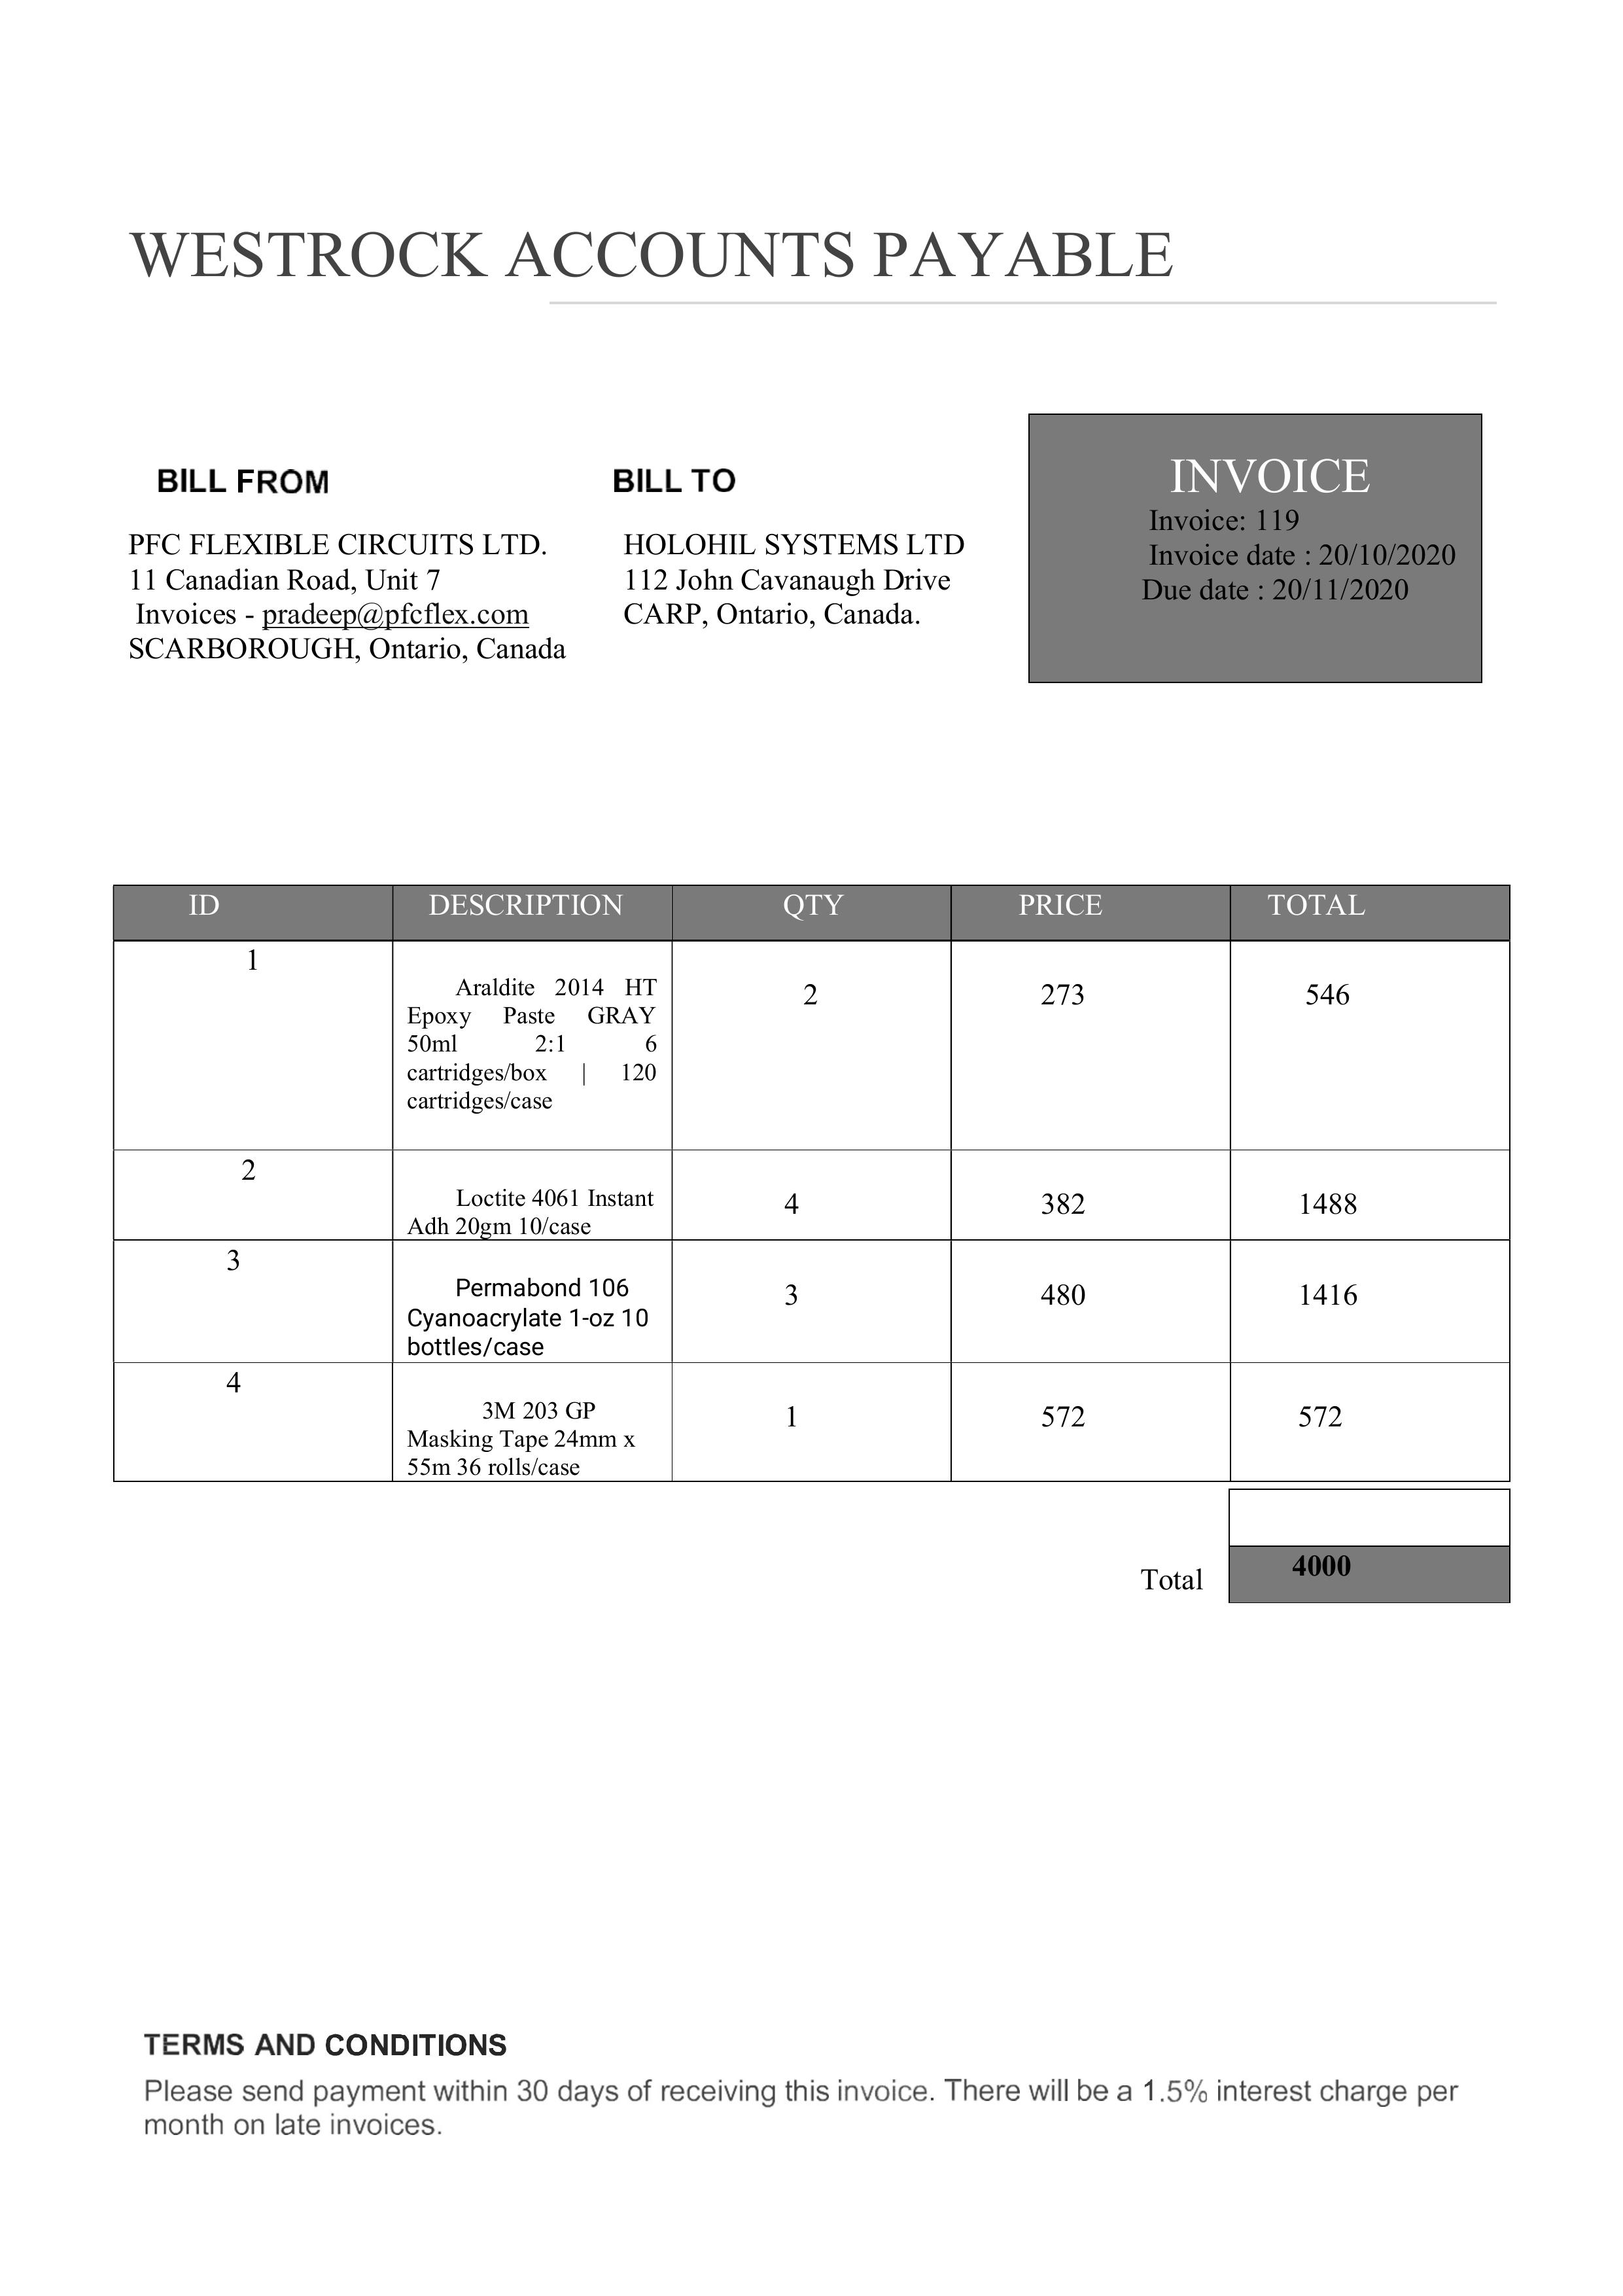 WESTROCK ACCOUNTS PAYABLE
BILL FROM
PFC FLEXIBLE CIRCUITS LTD.
11 Canadian Road, Unit 7
Invoices - pradeep@pfcflex.com
SCARBOROUGH, Ontario, Canada
BILL TO
HOLOHIL SYSTEMS LTD
112 John Cavanaugh Drive
CARP, Ontario, Canada.
INVOICE
Invoice: 119
Invoice date : 20/10/2020
Due date : 20/11/2020
ID DESCRIPTION QTY PRICE TOTAL
1
Araldite 2014 HT
Epoxy Paste GRAY
50ml 2:1 6
cartridges/box | 120
cartridges/case
2 273 546
2
Loctite 4061 Instant
Adh 20gm 10/case
4 382 1488
3
Permabond 106
Cyanoacrylate 1-oz 10
bottles/case
3 480 1416
4
3M 203 GP
Masking Tape 24mm x
55m 36 rolls/case
1 572 572
Total 4000
TERMS AND CONDITIONS
Please send payment within 30 days of receiving this invoice. There will be a 1.5% interest charge per
month on late invoices.